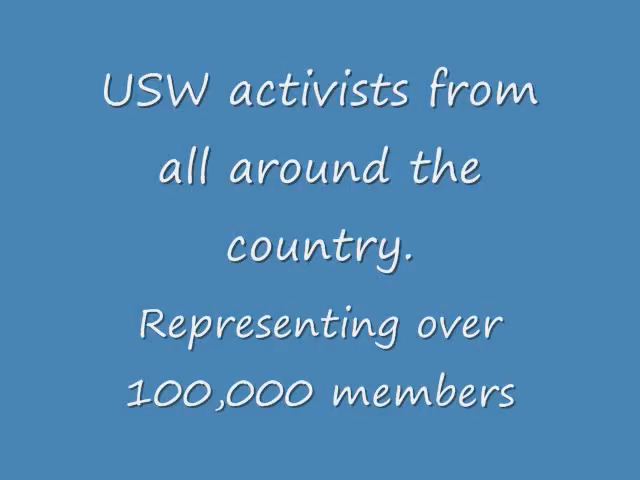 USW activists from
all around the
country.
Representing over
100,000 members